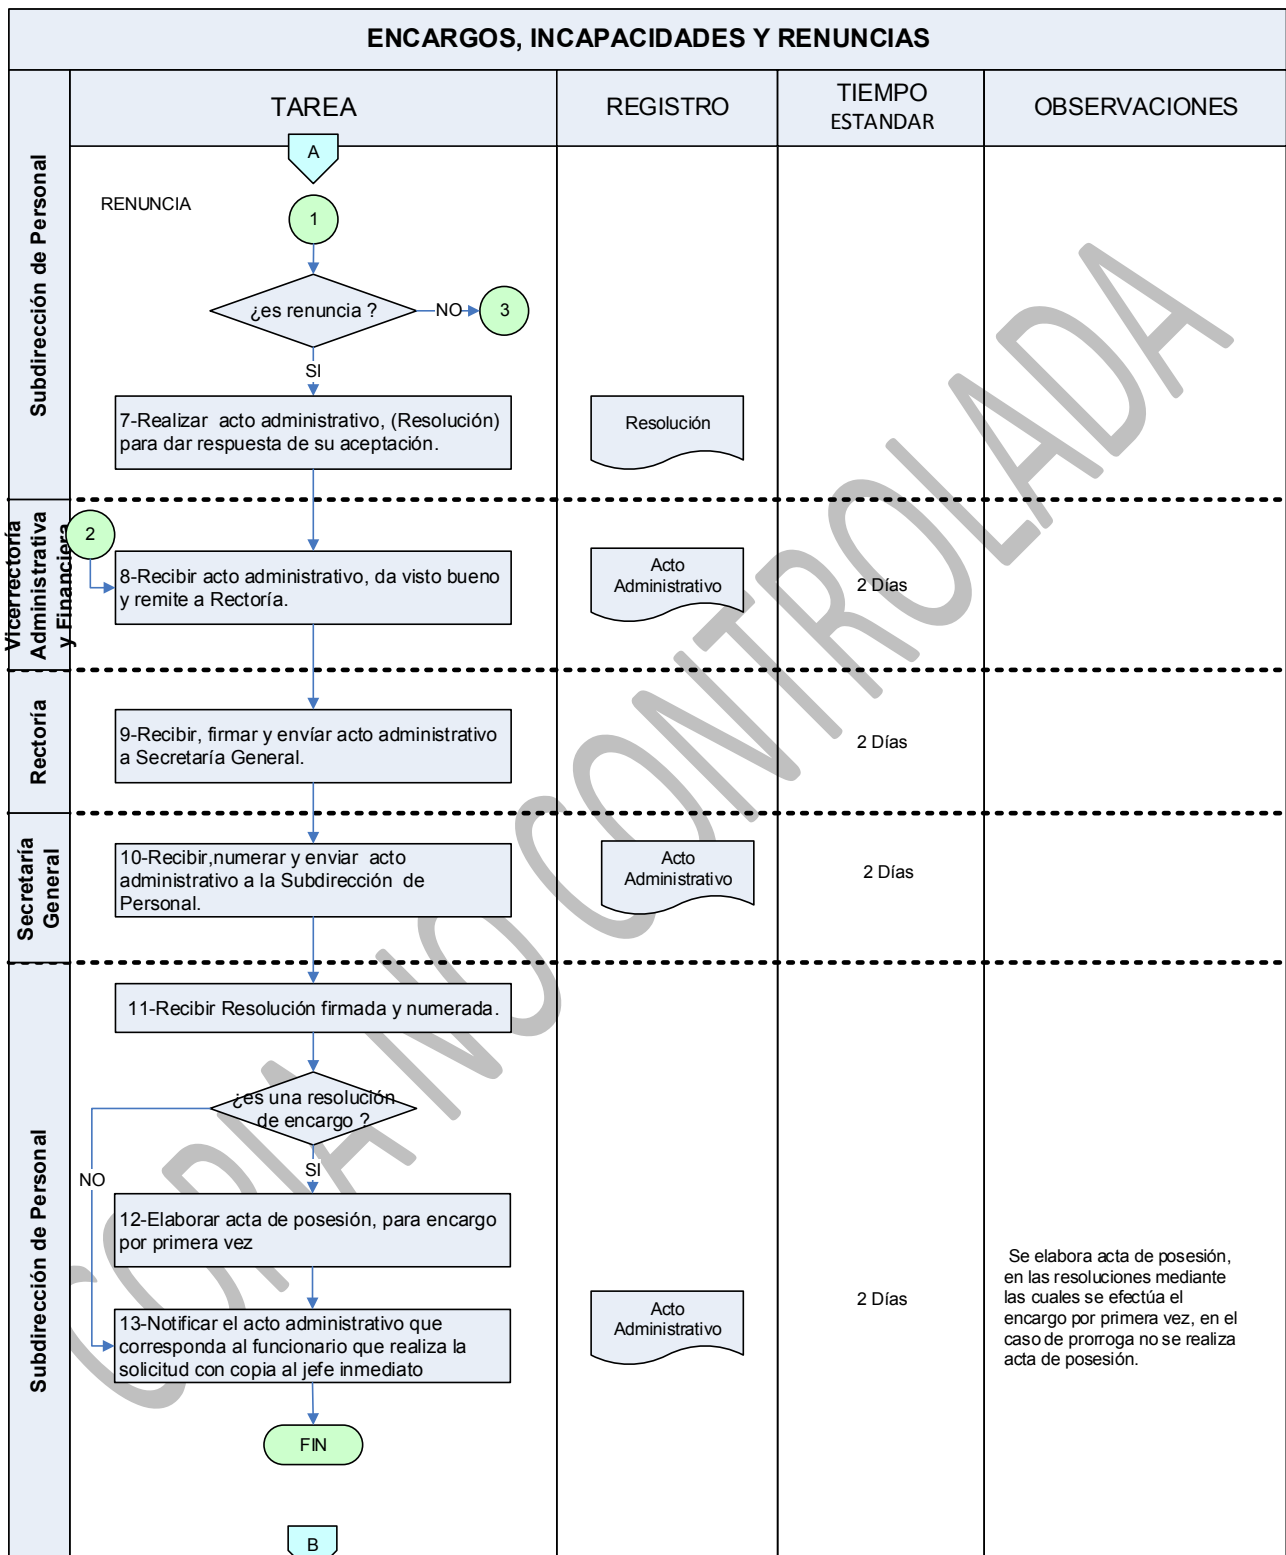 ENCARGOS, INCAPACIDADES Y RENUNCIAS
TAREA
REGISTRO
TIEMPO
ESTANDAR
OBSERVACIONES
Subdirección de Personal
A
RENUNCIA
1
¿es renuncia ?
NO
3
SI
7-Realizar acto administrativo, (Resolución)
para dar respuesta de su aceptación.
Resolución
Vicerrectoría
Administrativa
y Financiera
2
8-Recibir acto administrativo, da visto bueno
y remite a Rectoría.
Acto
Administrativo
2 Días
Rectoría
9-Recibir, firmar y envíar acto administrativo
a Secretaría General.
2 Días
Secretaría
General
10-Recibir,numerar y enviar acto
administrativo a la Subdirección de
Personal.
Acto
Administrativo
2 Días
Subdirección de Personal
11-Recibir Resolución firmada y numerada.
¿es una resolución
de encargo ?
NO
SI
12-Elaborar acta de posesión, para encargo
por primera vez
13-Notificar el acto administrativo que
corresponda al funcionario que realiza la
solicitud con copia al jefe inmediato
Acto
Administrativo
2 Días
Se elabora acta de posesión,
en las resoluciones mediante
las cuales se efectúa el
encargo por primera vez, en el
caso de prorroga no se realiza
acta de posesión.
FIN
B
COPIA NO CONTROLADA